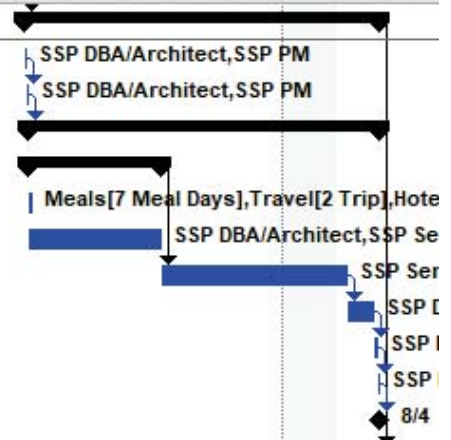 SSP DBA/Architect,SSP PM
SSP DBA/Architect,SSP PM
Meals[7 Meal Days],Travel[2 Trip],Hote
SSP DBA/Architect,SSP Se
SSP Ser
SSP D
SSP
SSP
8/4